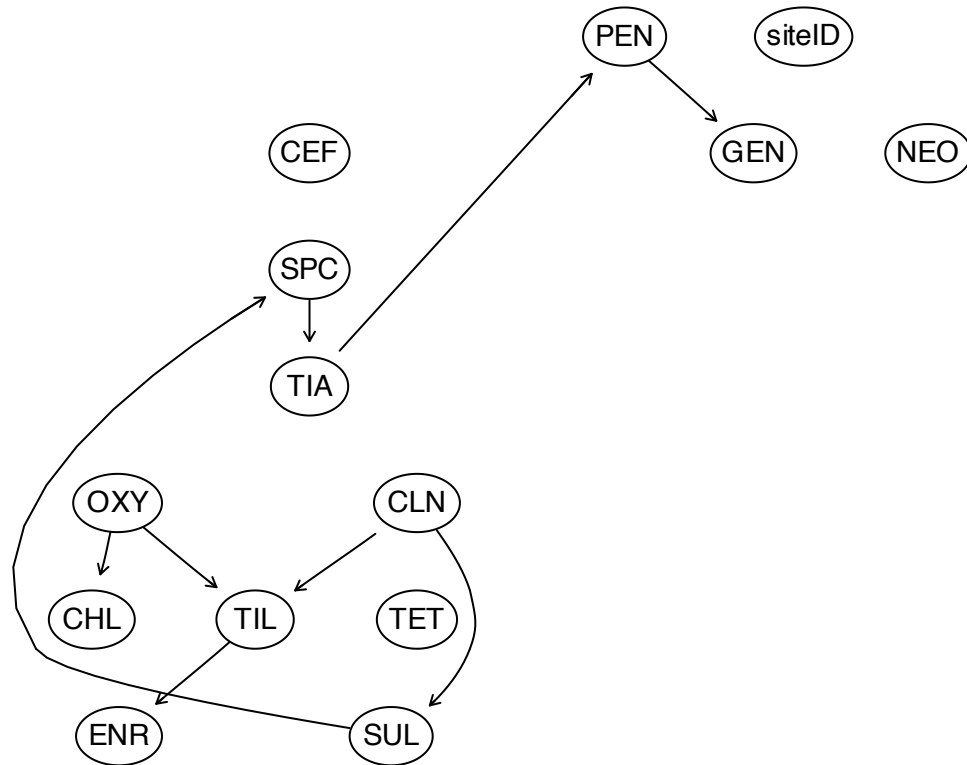 PEN
siteID
CEF
GEN
NEO
SPC
TIA
OXY
CLN
CHL
TIL
TET
ENR
SUL